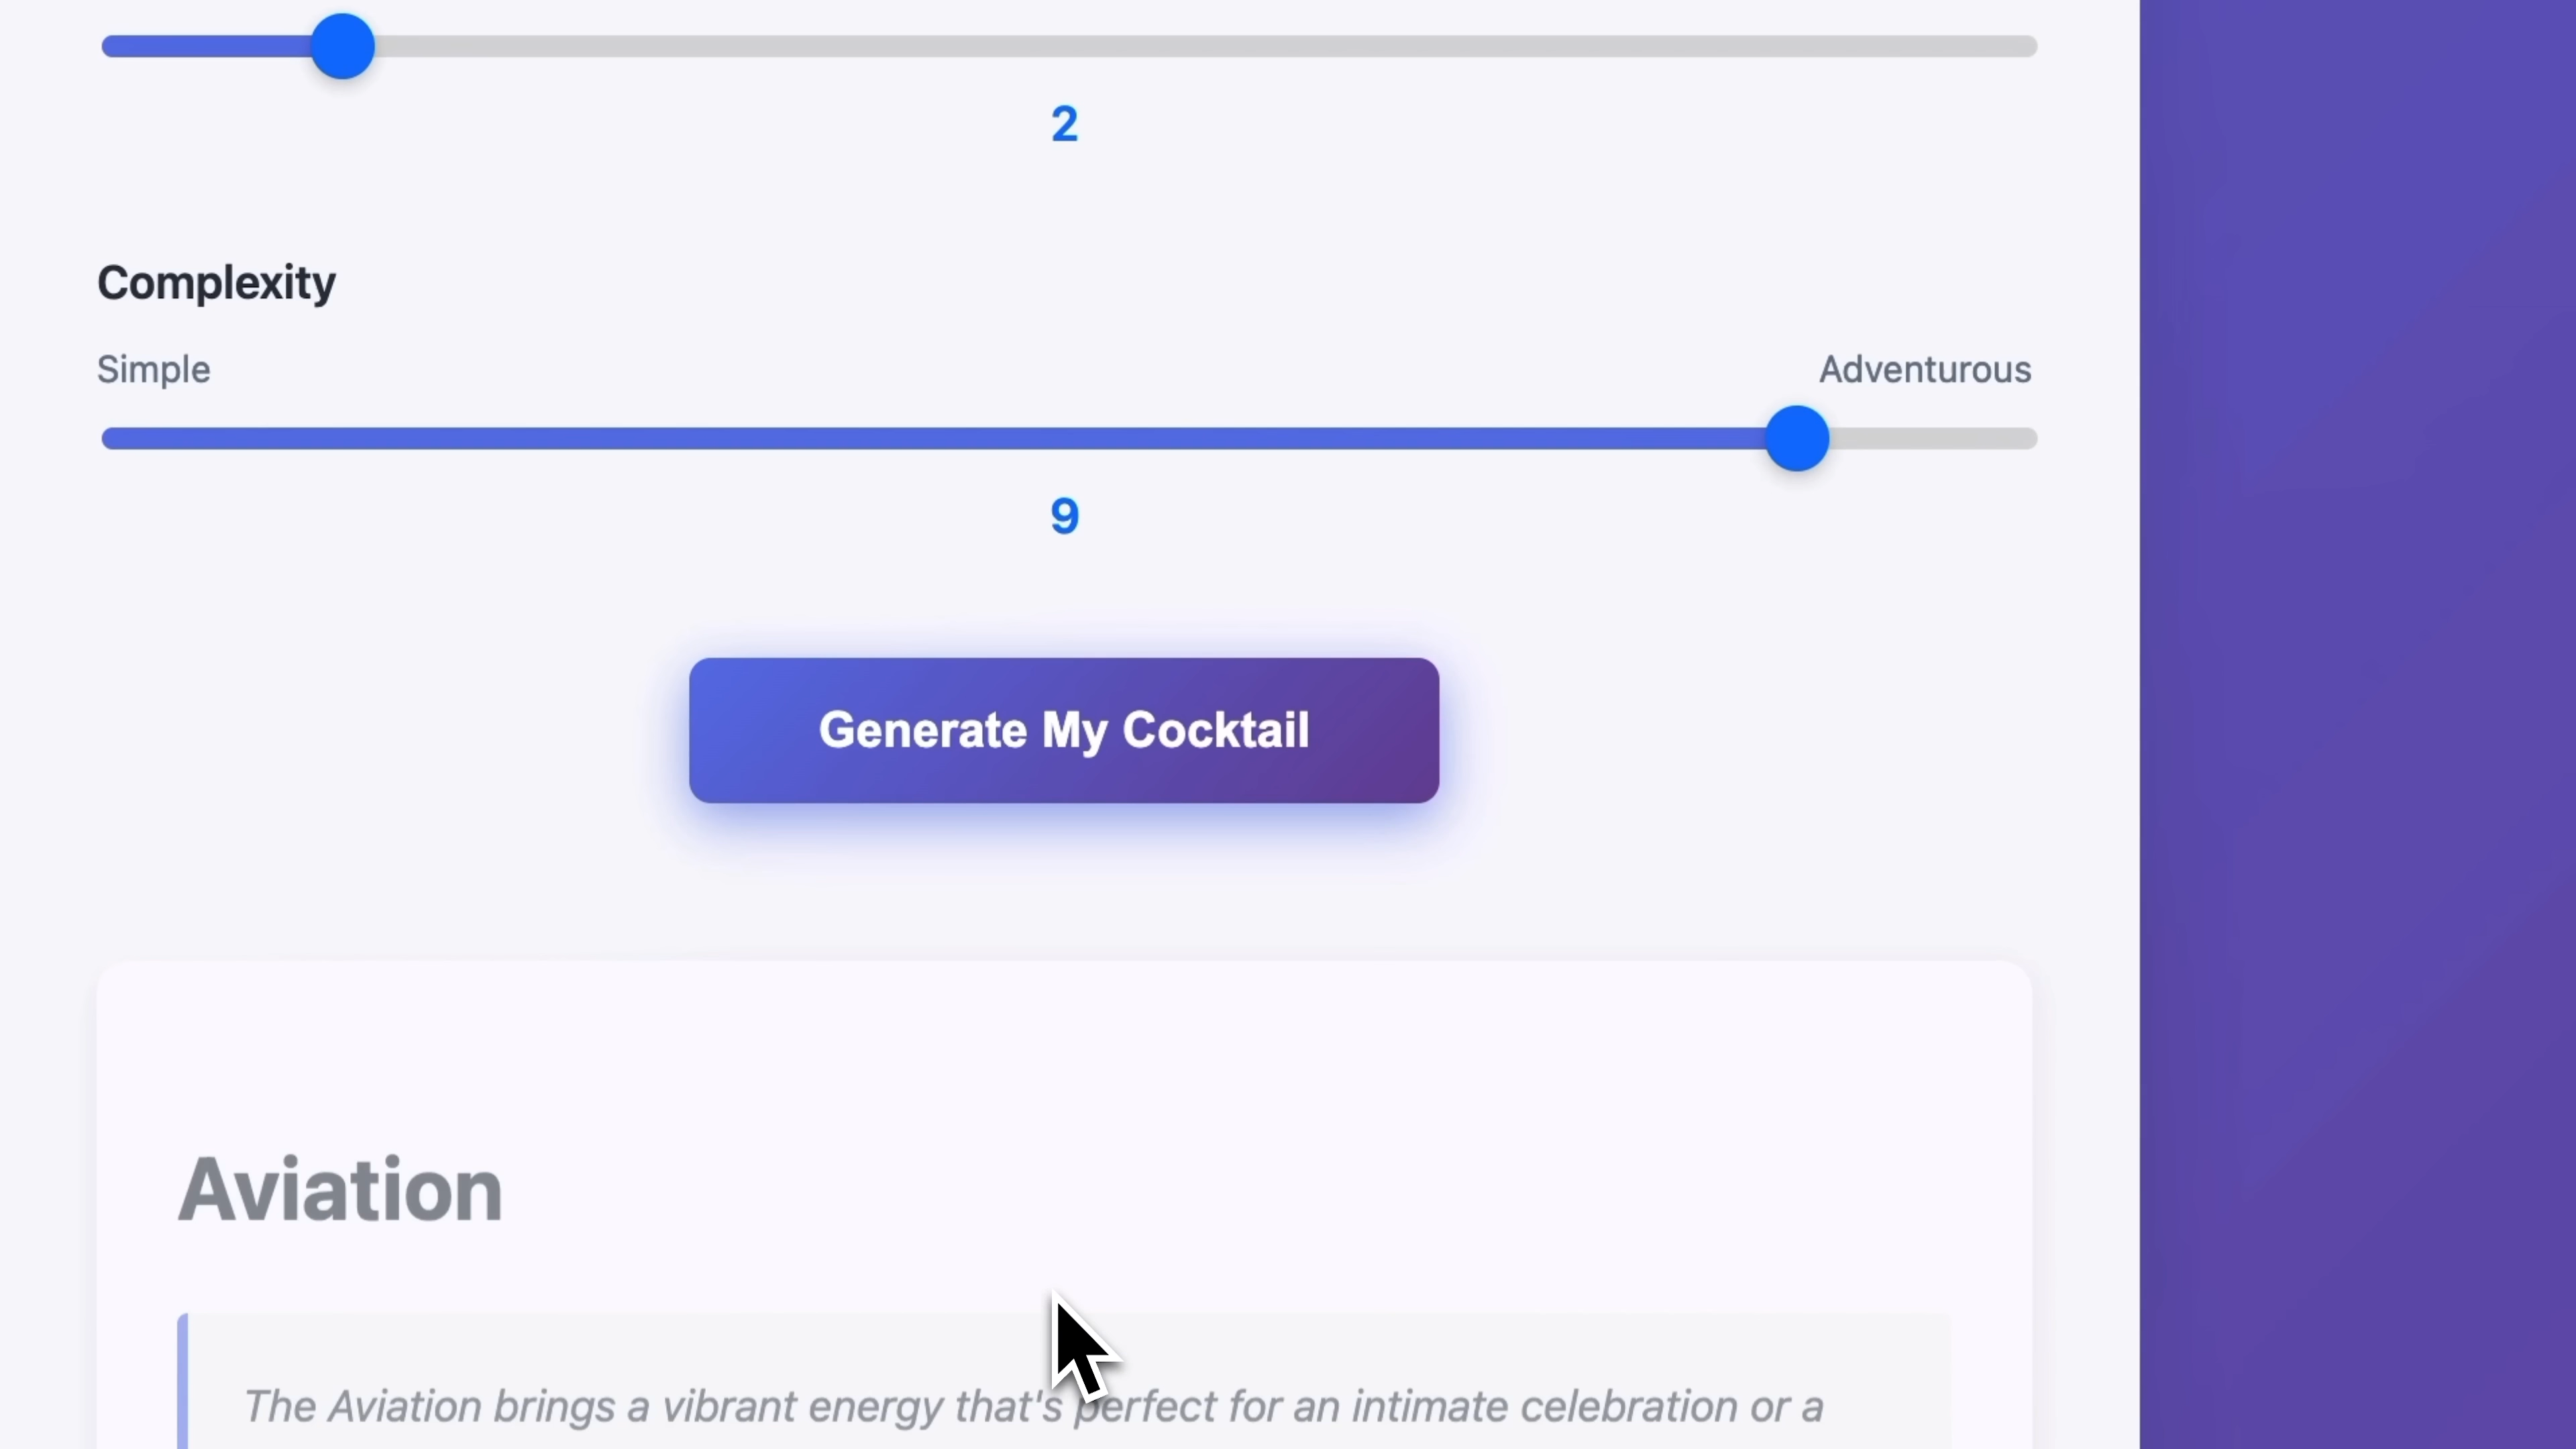 2
Complexity
Simple
Adventurous
9
Generate My Cocktail
Aviation
The Aviation brings a vibrant energy that's perfect for an intimate celebration or a